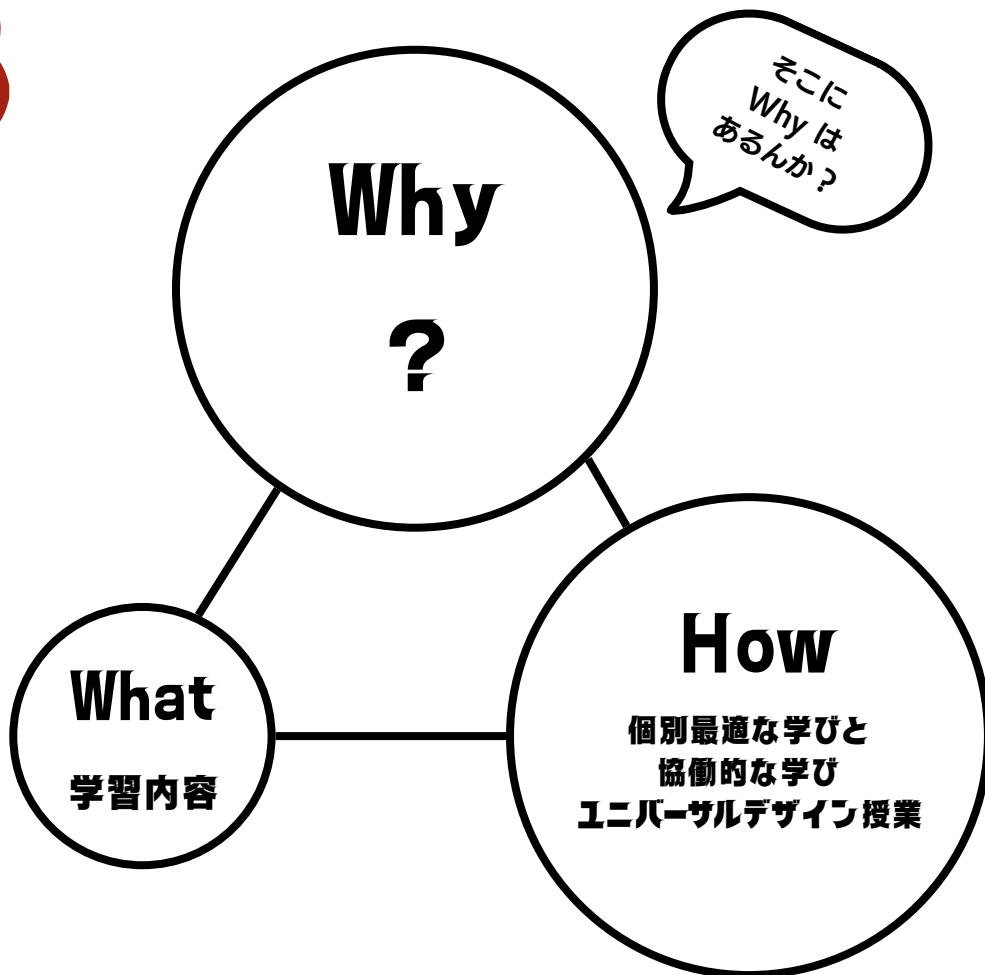 そこに
Why は
あるんか？
Why
？
What
学習内容
How
個別最適な学びと
協働的な学び
ユニバーサルデザイン授業